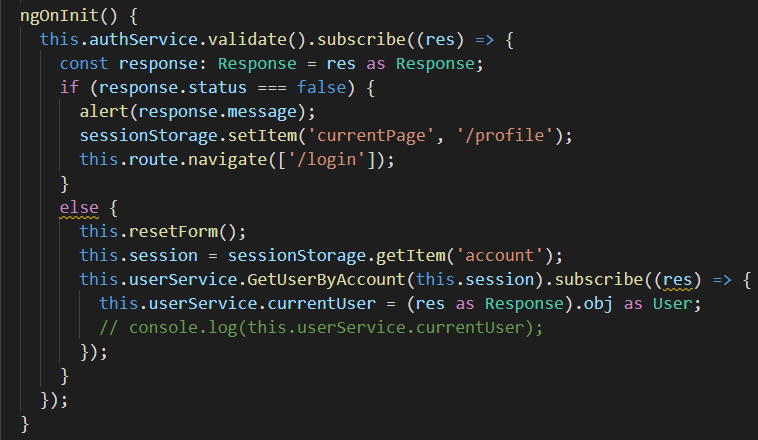 ngOnInit() {
this.authService.validate().subscribe((res) => {
const response: Response = res as Response;
if (response.status === false) {
alert(response.message);
sessionStorage.setItem('currentPage', '/profile');
this.route.navigate(['/login']);
}
else {
this.resetForm();
this.session = sessionStorage.getItem('account');
this.userService.GetUserByAccount(this.session).subscribe((res) => {
this.userService.currentUser = (res as Response).obj as User;
// console.log(this.userService.currentUser);
});
}
});
}